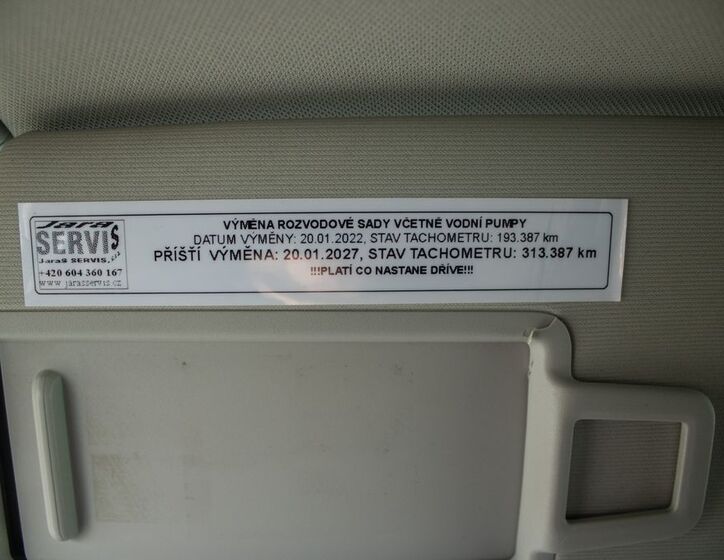 Jara
SERVIS
JaraS SERVIS, s.r.o.
+420 604 360 167
www.jarasservis.cz
VÝMĚNA ROZVODOVÉ SADY VČETNĚ VODNÍ PUMPY
DATUM VÝMĚNY: 20.01.2022, STAV TACHOMETRU: 193.387 km
PŘÍŠTÍ VÝMĚNA: 20.01.2027, STAV TACHOMETRU: 313.387 km
!!!PLATÍ CO NASTANE DŘÍVE!!!